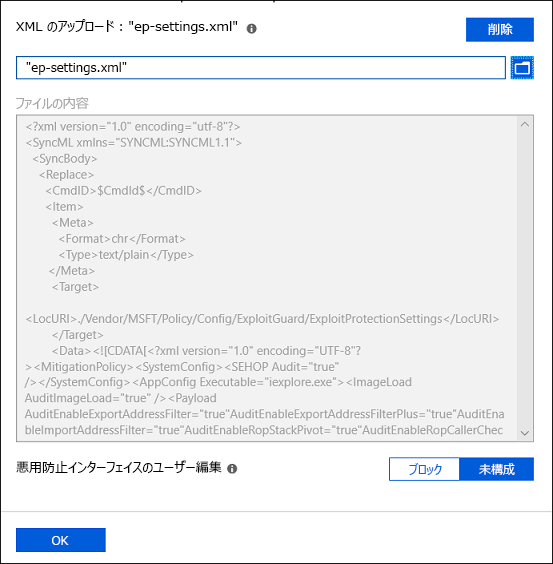 XML のアップロード : "ep-settings.xml"
削除
"ep-settings.xml"
ファイルの内容
<?xml version="1.0" encoding="utf-8"?>
<SyncML xmlns="SYNCML:SYNCML1.1">
<SyncBody>
<Replace>
<CmdID>$CmdId$</CmdID>
<Item>
<Meta>
<Format>chr</Format>
<Type>text/plain</Type>
</Meta>
<Target>
<LocURI>./Vendor/MSFT/Policy/Config/ExploitGuard/ExploitProtectionSettings</LocURI>
</Target>
<Data><![CDATA[<?xml version="1.0" encoding="UTF-8"?
><MitigationPolicy><SystemConfig><SEHOP Audit="true"
/></SystemConfig><AppConfig Executable="iexplore.exe"><ImageLoad
AuditImageLoad="true" /><Payload
AuditEnableExportAddressFilter="true"AuditEnableExportAddressFilterPlus="true"AuditEna
bleImportAddressFilter="true"AuditEnableRopStackPivot="true"AuditEnableRopCallerChec
悪用防止インターフェイスのユーザー編集
ブロック
未構成
OK